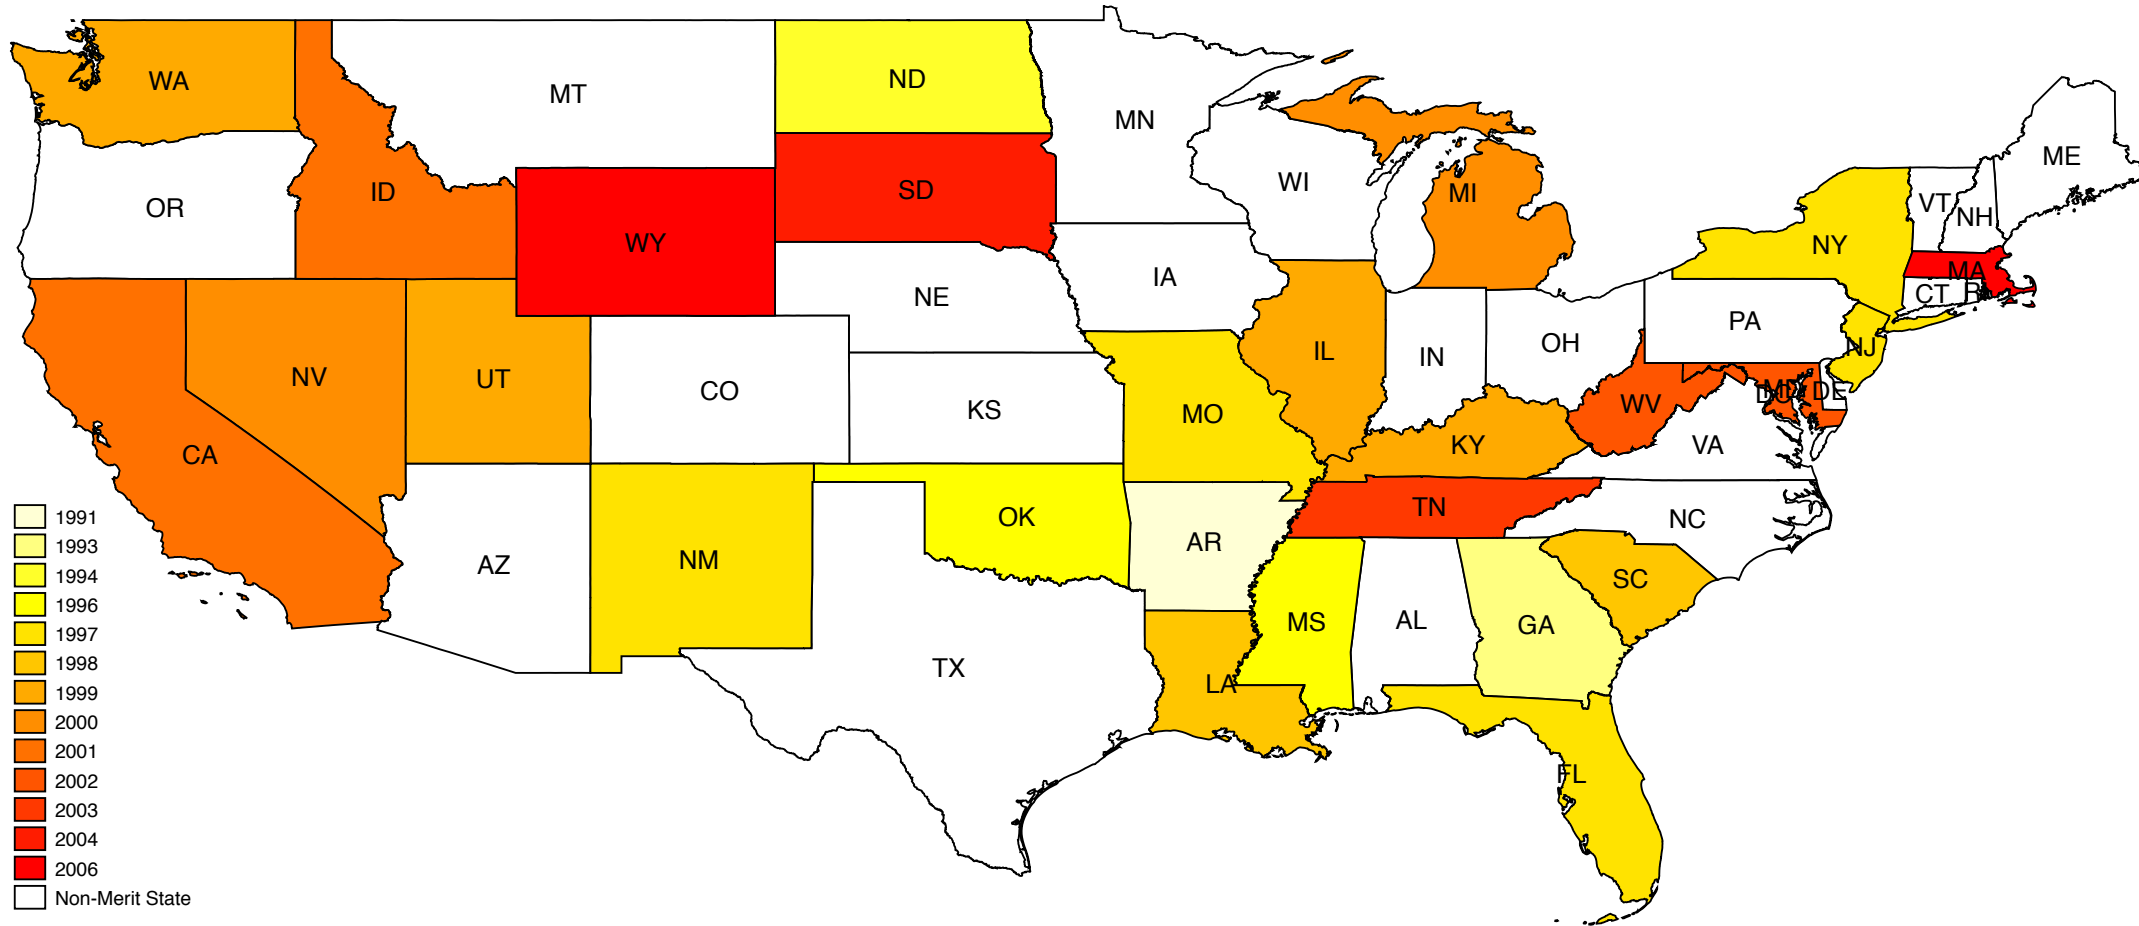 WA
MT
ND
MN
OR
ID
WY
SD
WI
MI
ME
VT
NH
NY
MA
CT
R
NE
IA
PA
NV
UT
CO
KS
MO
IL
IN
OH
NJ
WV
MD
DC
DE
VA
CA
KY
AZ
NM
OK
AR
TN
NC
TX
LA
MS
AL
GA
SC
FL
1991
1993
1994
1996
1997
1998
1999
2000
2001
2002
2003
2004
2006
Non-Merit State